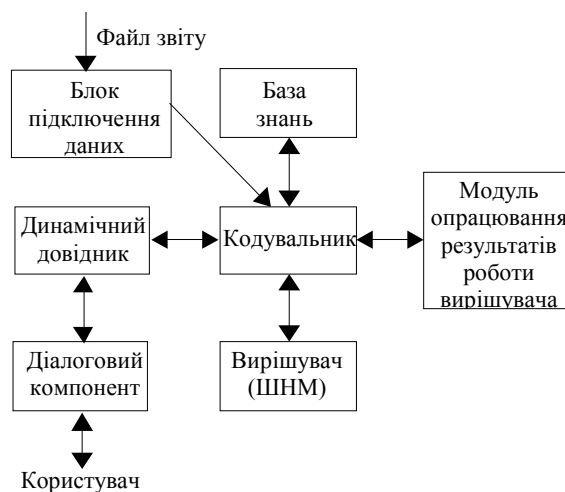 Файл звіту
Блок
підключення
даних
База
знань
Модуль
опрацювання
результатів
роботи
вирішувача
Динамічний
довідник
Кодувальник
Діалоговий
компонент
Вирішувач
(ШНМ)
Користувач